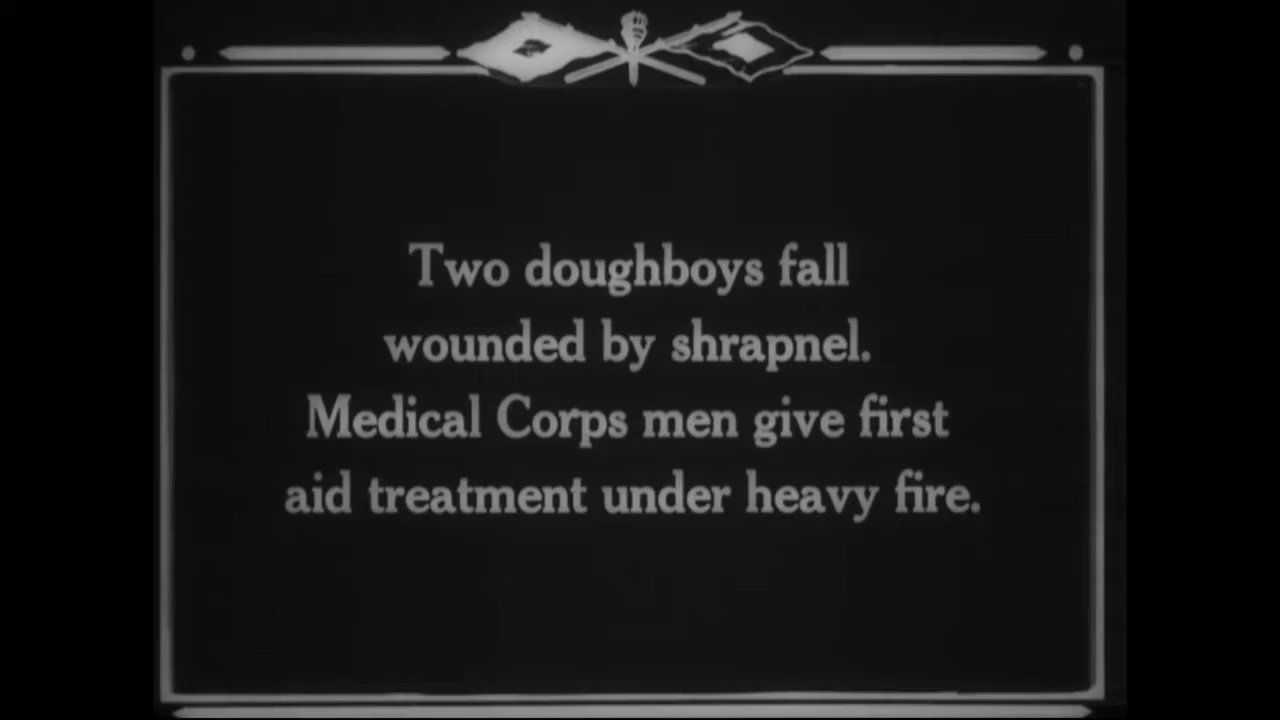 Two doughboys fall
wounded by shrapnel.
Medical Corps men give first
aid treatment under heavy fire.